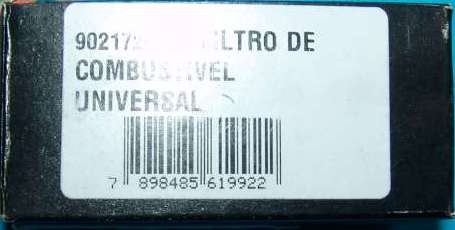 DE
COMBUSTIVEL
UNIVERSAL
7 898485 619922